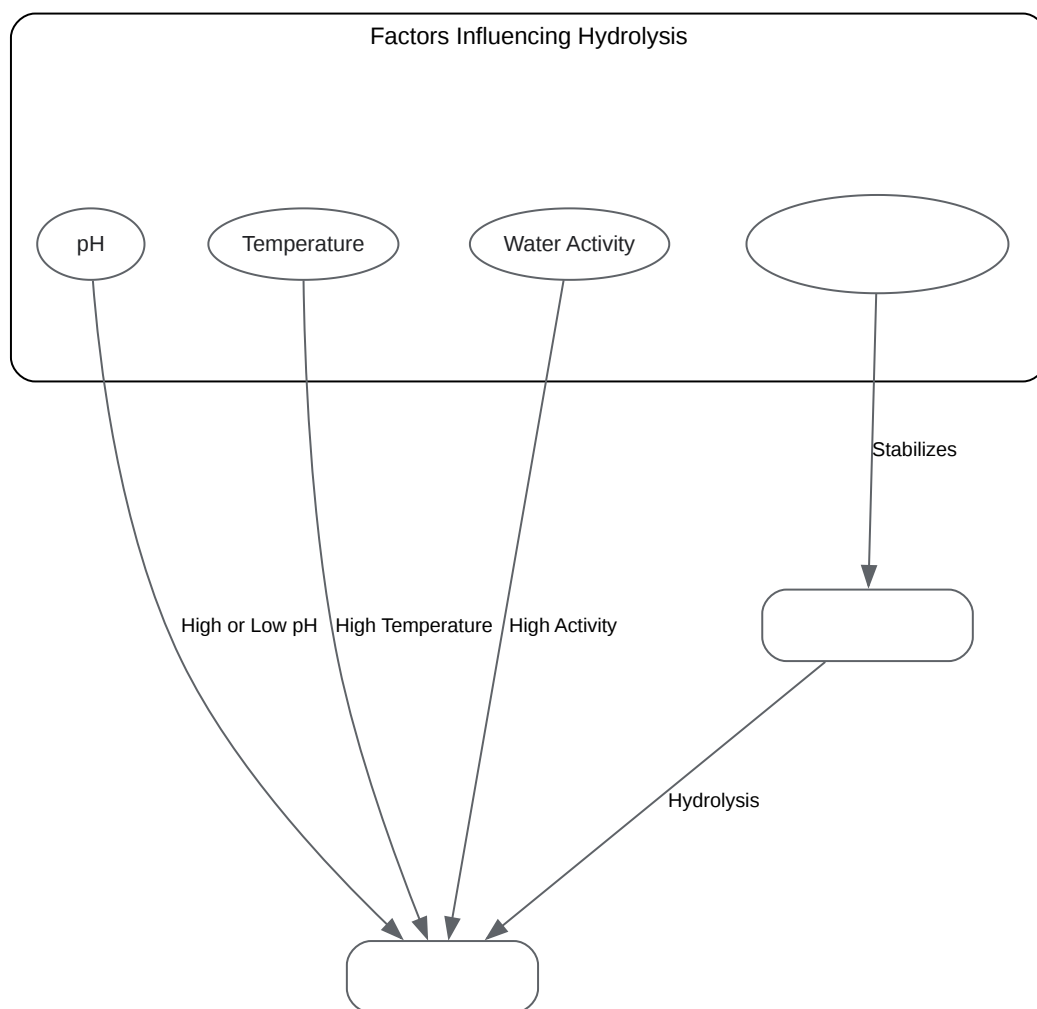 Factors Influencing Hydrolysis
pH
Temperature
Water Activity
Stabilizes
High or Low pH
High Temperature
High Activity
Hydrolysis